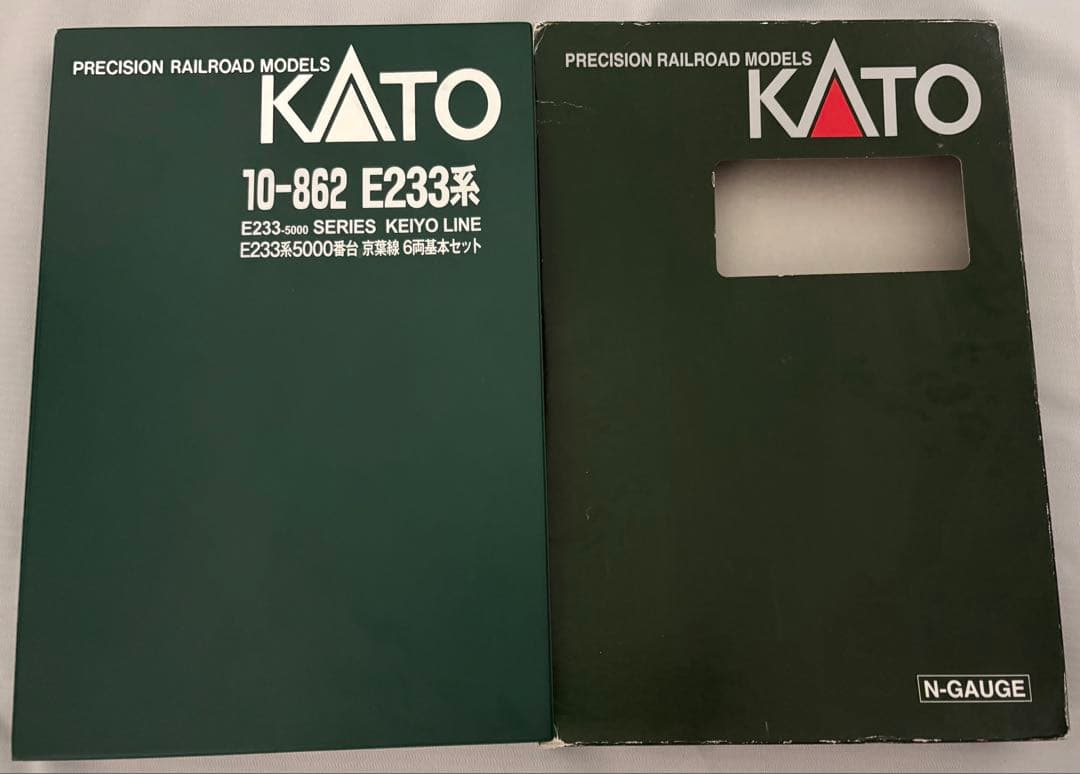 PRECISION RAILROAD MODELS
KATO
10-862 E233系
E233-5000 SERIES KEIYO LINE
E233系5000番台 京葉線 6両基本セット
PRECISION RAILROAD MODELS
KATO
N-GAUGE